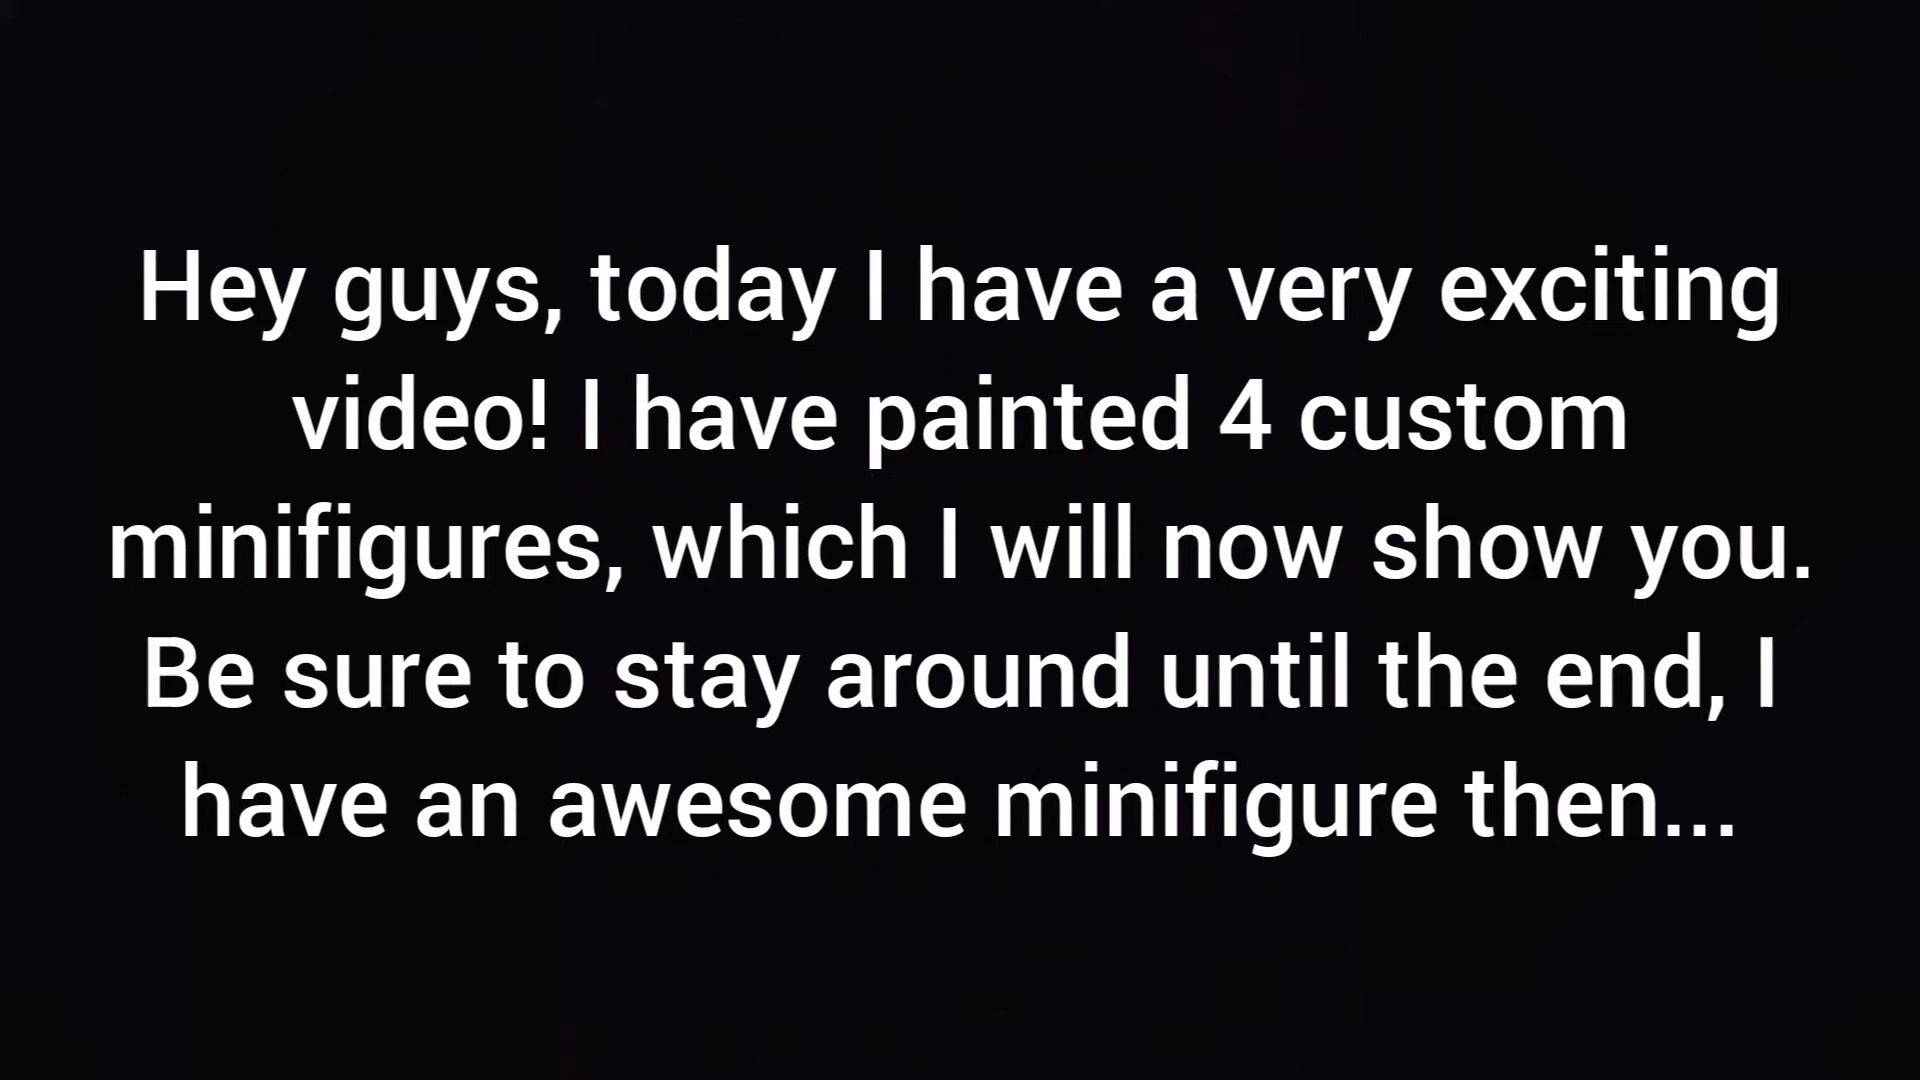 Hey guys, today I have a very exciting
video! I have painted 4 custom
minifigures, which I will now show you.
Be sure to stay around until the end, I
have an awesome minifigure then...